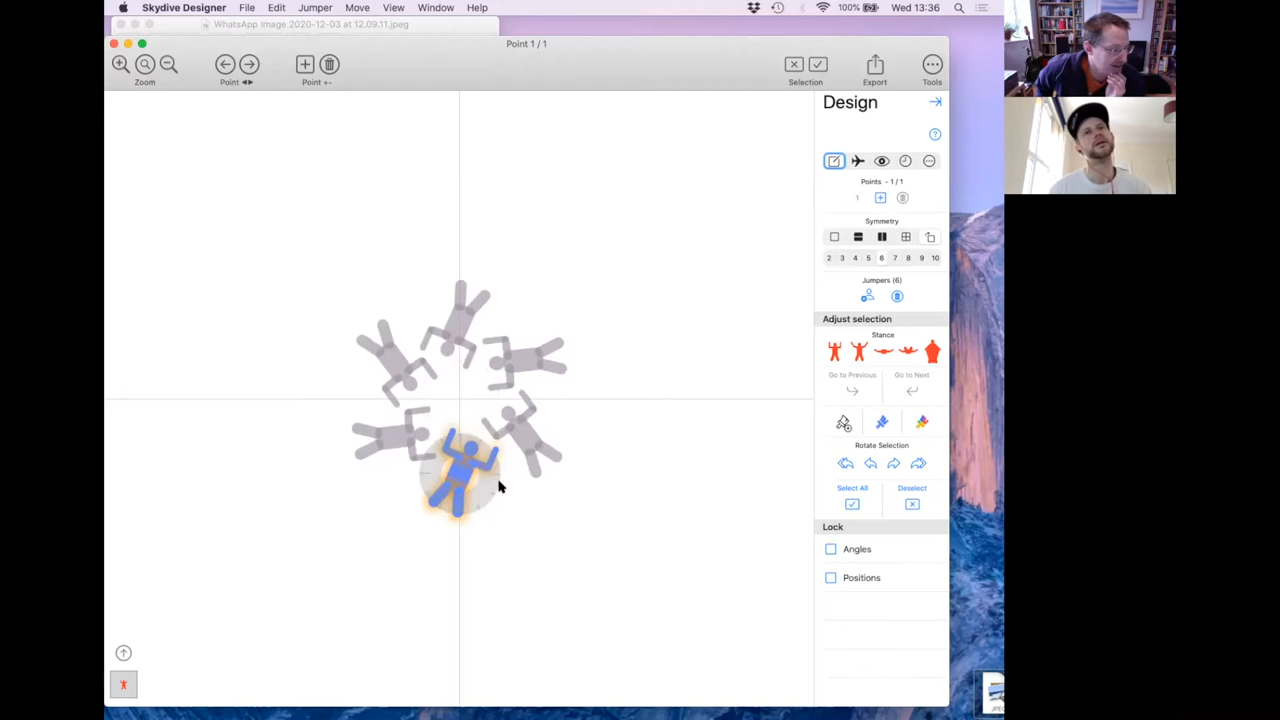 Skydive Designer File Edit Jumper Move View Window Help 100% Wed 13:36
WhatsApp Image 2020-12-03 at 12.09.11.jpeg
Point 1 / 1
Zoom Point Point +- Selection Export Tools
Design
Points - 1 / 1
1
Symmetry
2 3 4 5 6 7 8 9 10
Jumpers (6)
Adjust selection
Stance
Go to Previous Go to Next
Rotate Selection
Select All Deselect
Lock
Angles
Positions